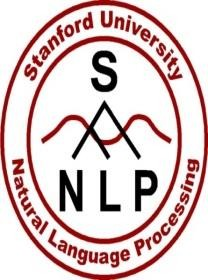 Stanford University
S
NLP
Natural Language Processing